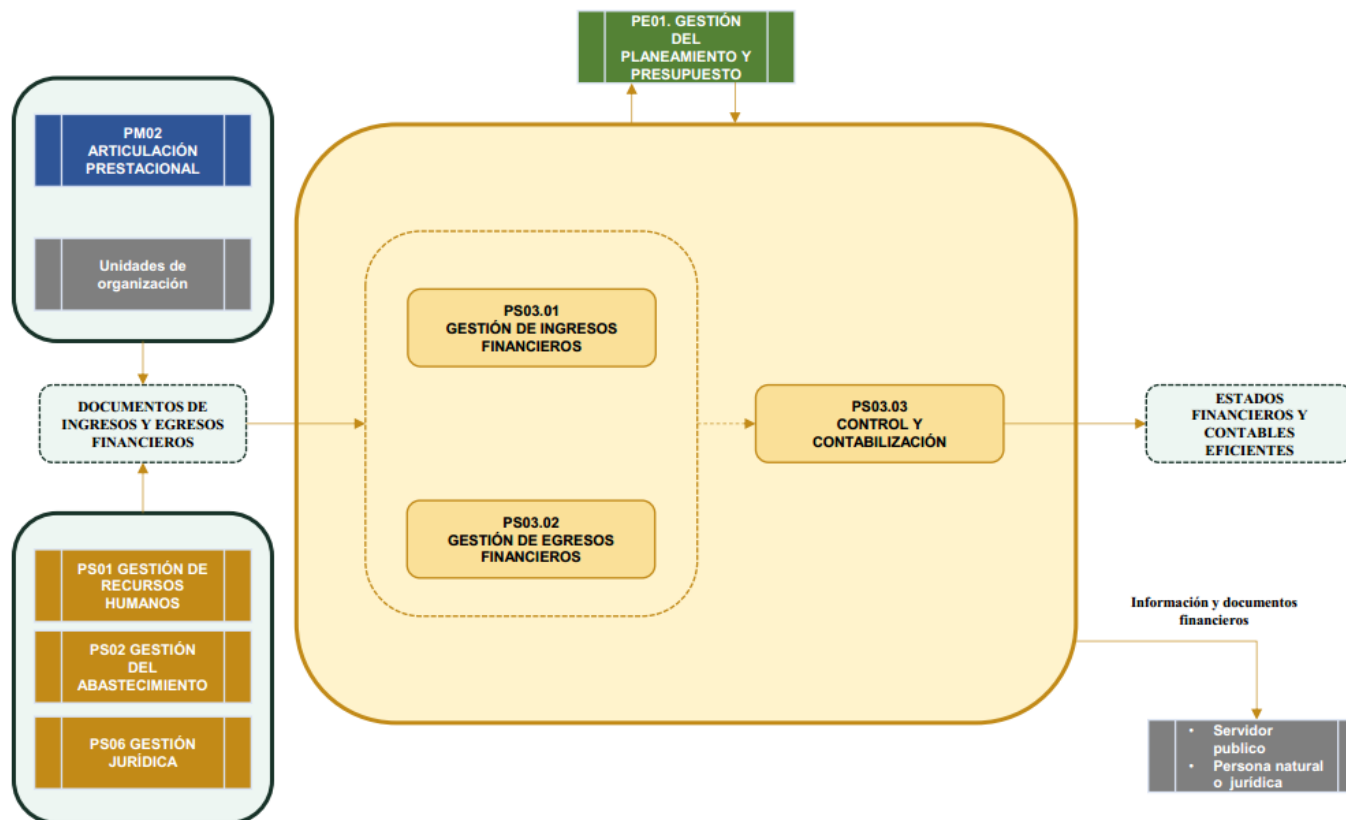 PE01. GESTIÓN
DEL
PLANEAMIENTO Y
PRESUPUESTO
PM02
ARTICULACIÓN
PRESTACIONAL
Unidades de
organización
DOCUMENTOS DE
INGRESOS Y EGRESOS
FINANCIEROS
PS01 GESTIÓN DE
RECURSOS
HUMANOS
PS02 GESTIÓN
DEL
ABASTECIMIENTO
PS06 GESTIÓN
JURÍDICA
PS03.01
GESTIÓN DE INGRESOS
FINANCIEROS
PS03.02
GESTIÓN DE EGRESOS
FINANCIEROS
PS03.03
CONTROL Y
CONTABILIZACIÓN
ESTADOS
FINANCIEROS Y
CONTABLES
EFICIENTES
Información y documentos
financieros
• Servidor
publico
• Persona natural
o jurídica